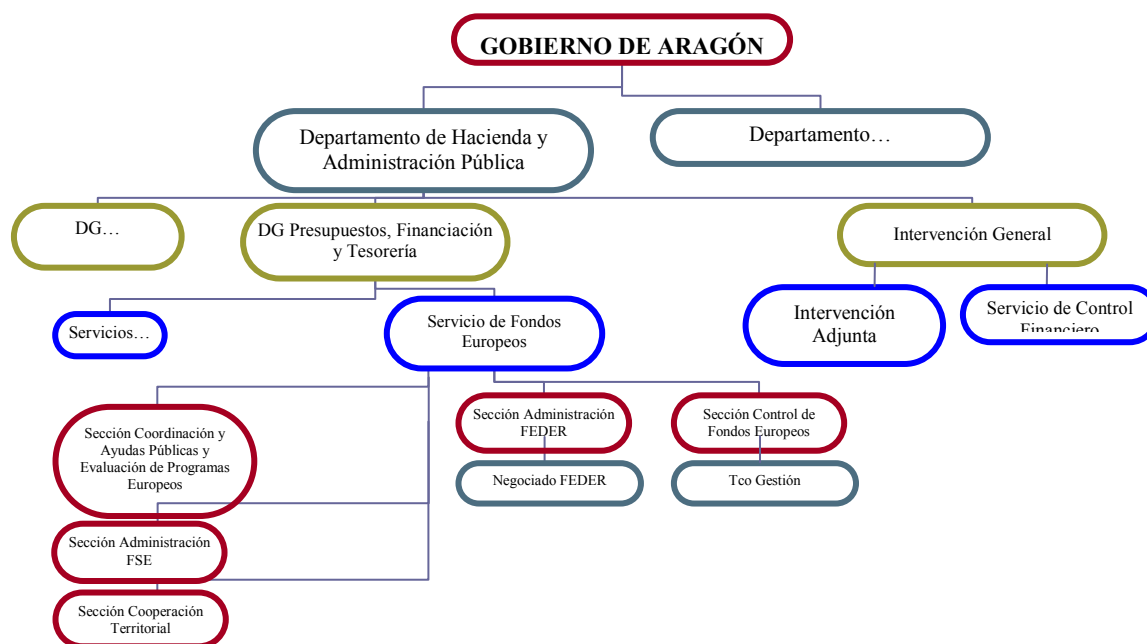 GOBIERNO DE ARAGÓN
Departamento de Hacienda y
Administración Pública
Departamento…
DG…
DG Presupuestos, Financiación
y Tesorería
Intervención General
Servicios…
Servicio de Fondos
Europeos
Intervención
Adjunta
Servicio de Control
Financiero
Sección Coordinación y
Ayudas Públicas y
Evaluación de Programas
Europeos
Sección Administración
FEDER
Sección Control de
Fondos Europeos
Negociado FEDER
Tco Gestión
Sección Administración
FSE
Sección Cooperación
Territorial